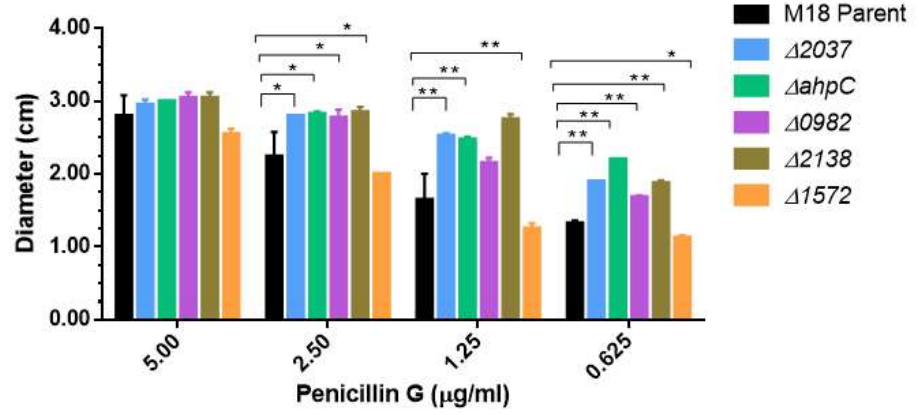 4.00
3.00
2.00
1.00
0.00
Diameter (cm)
* * * *
** ** **
** ** ** ** *
5.00 2.50 1.25 0.625
Penicillin G (μg/ml)
M18 Parent
Δ2037
ΔahpC
Δ0982
Δ2138
Δ1572